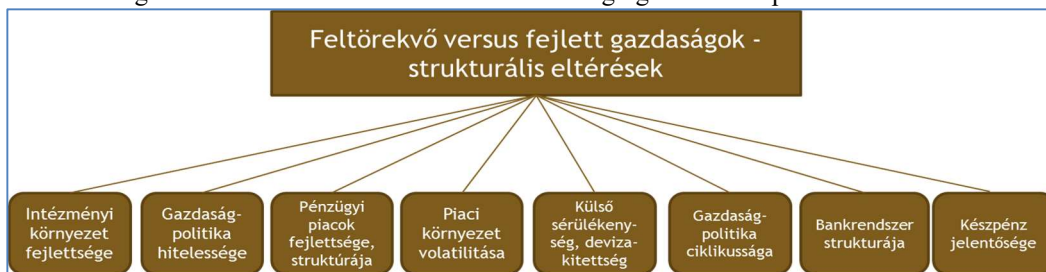 Feltörekvő versus fejlett gazdaságok -
strukturális eltérések
Intézményi
környezet
fejlettsége
Gazdaság-
politika
hitelessége
Pénzügyi
piacok
fejlettsége,
struktúrája
Piaci
környezet
volatilitása
Külső
sérülékeny-
ség, deviza-
kitettség
Gazdaság-
politika
ciklikussága
Bankrendszer
strukturája
Készpénz
jelentősége